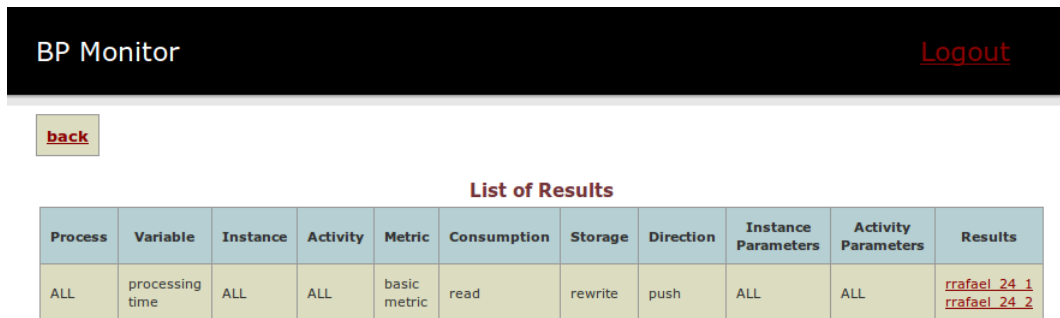 BP Monitor Logout
back
List of Results
Process Variable Instance Activity Metric Consumption Storage Direction Instance Parameters Activity Parameters Results
ALL processing time ALL ALL basic metric read rewrite push ALL ALL rrafael_24_1
rrafael_24_2